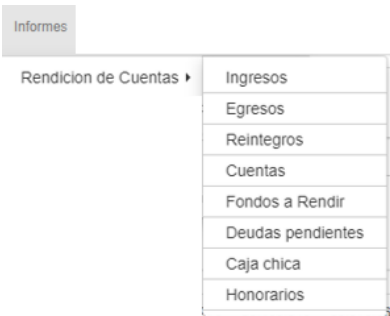 Informes
Rendicion de Cuentas
Ingresos
Egresos
Reintegros
Cuentas
Fondos a Rendir
Deudas pendientes
Caja chica
Honorarios